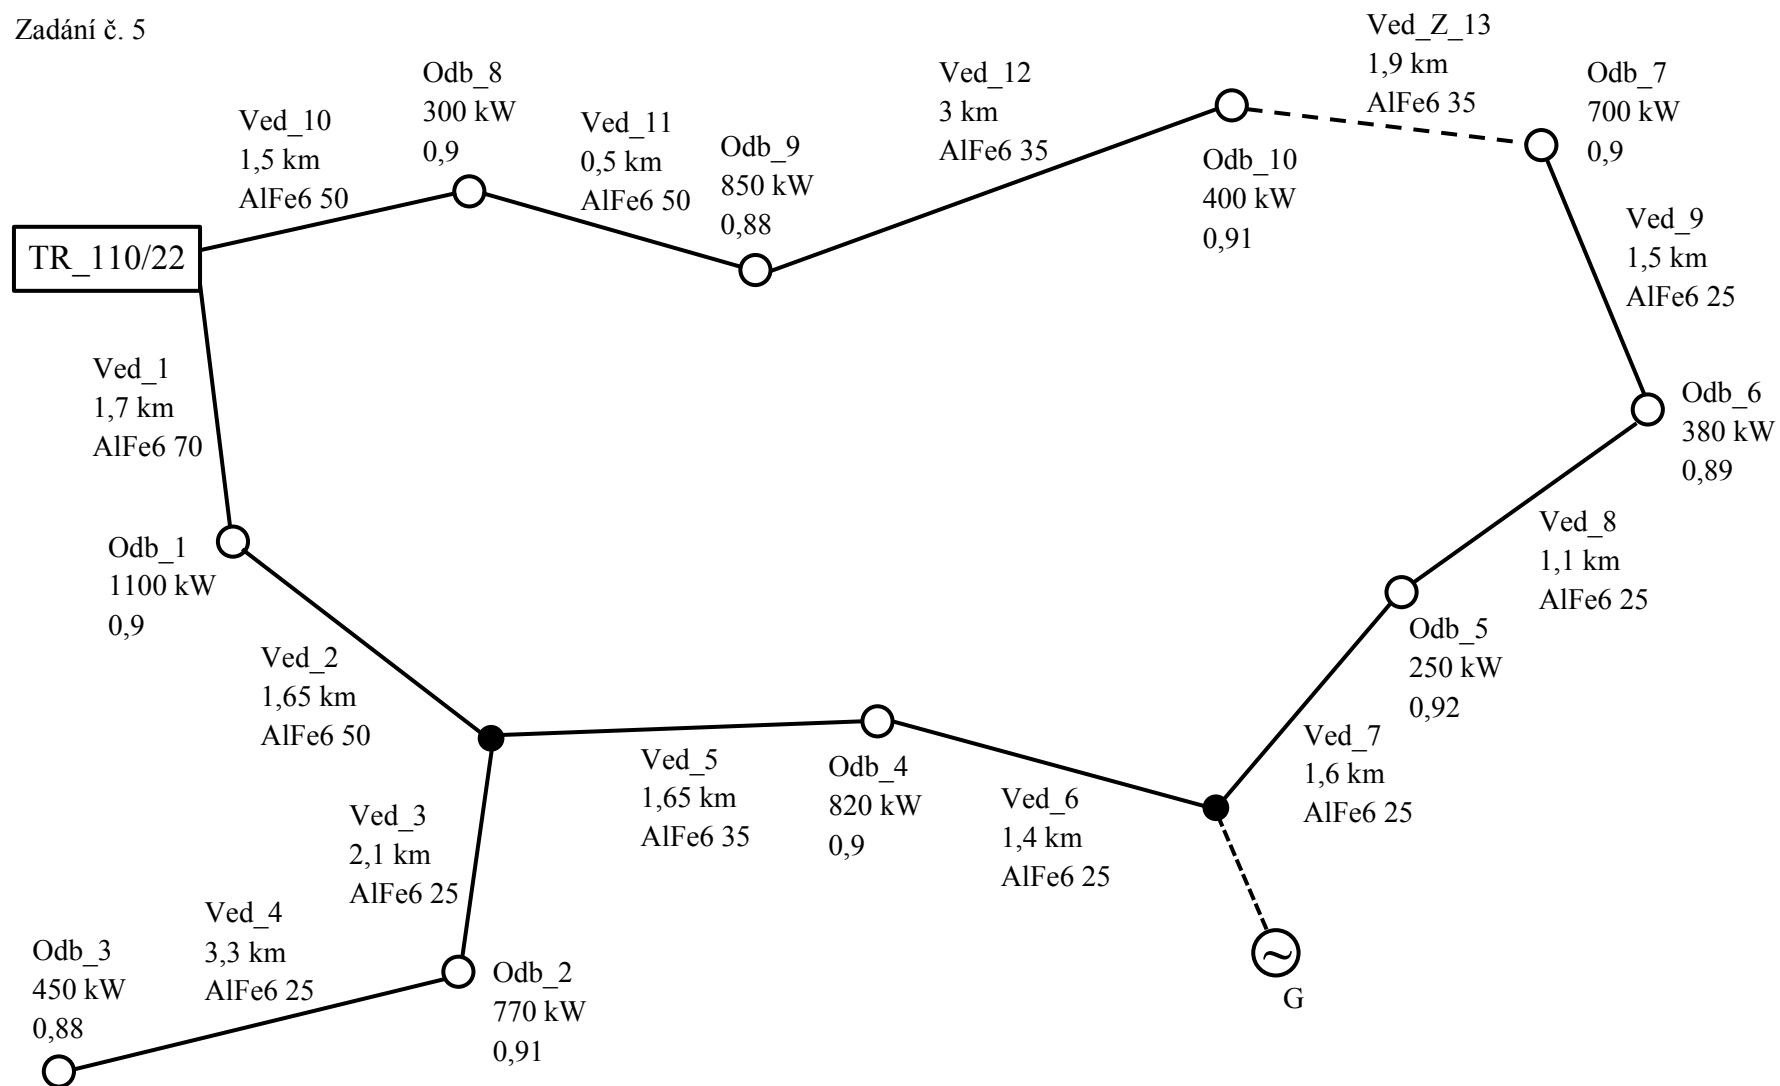 Zadání č. 5
Ved_Z_13
1,9 km
AlFe6 35
Odb_8
300 kW
0,9
Ved_12
3 km
AlFe6 35
Odb_7
700 kW
0,9
Ved_10
1,5 km
AlFe6 50
Ved_11
0,5 km
AlFe6 50
Odb_9
850 kW
0,88
Odb_10
400 kW
0,91
TR_110/22
Ved_9
1,5 km
AlFe6 25
Ved_1
1,7 km
AlFe6 70
Odb_6
380 kW
0,89
Odb_1
1100 kW
0,9
Ved_8
1,1 km
AlFe6 25
Ved_2
1,65 km
AlFe6 50
Odb_5
250 kW
0,92
Ved_5
1,65 km
AlFe6 35
Odb_4
820 kW
0,9
Ved_7
1,6 km
AlFe6 25
Ved_6
1,4 km
AlFe6 25
Ved_3
2,1 km
AlFe6 25
Ved_4
3,3 km
AlFe6 25
Odb_3
450 kW
0,88
Odb_2
770 kW
0,91
~
G